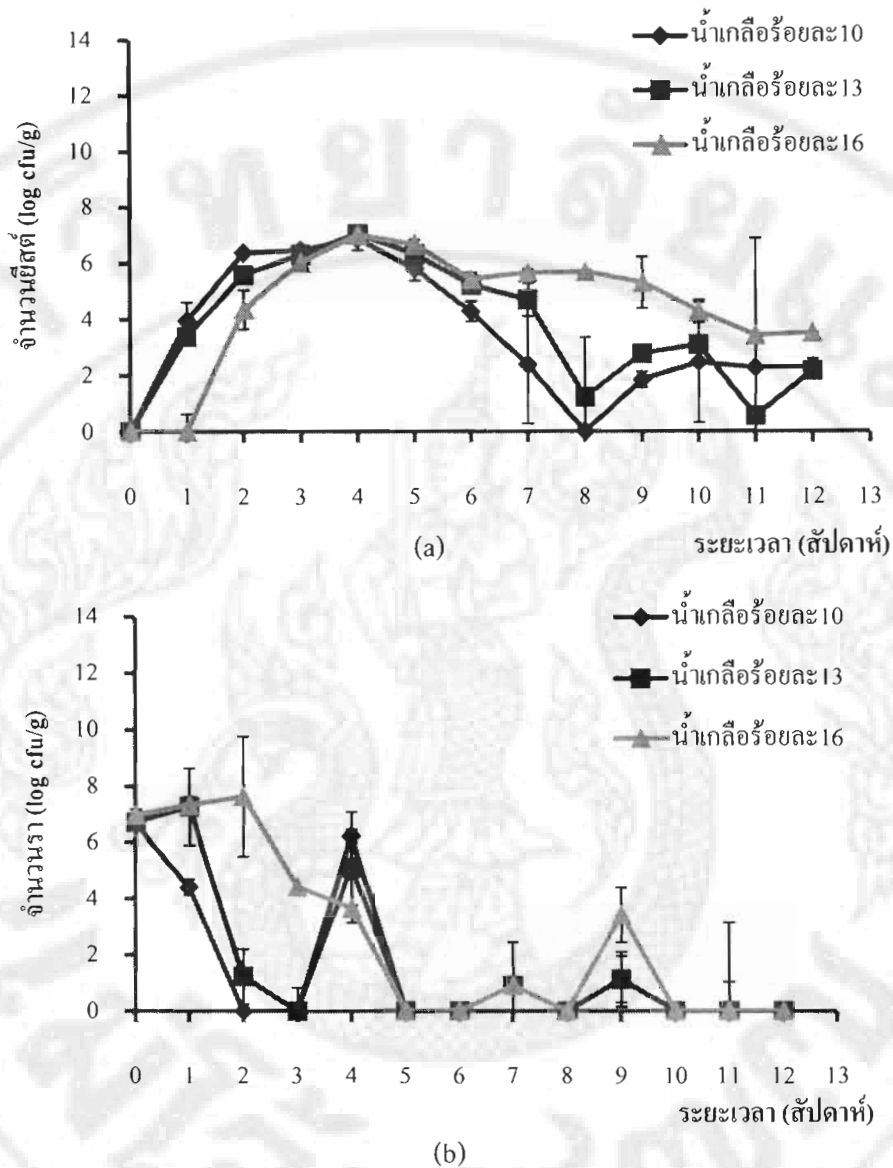 น้ำเกลือร้อยละ10
น้ำเกลือร้อยละ13
น้ำเกลือร้อยละ16
จำนวนยีสต์ (log cfu/g)
14
12
10
8
6
4
2
0
0 1 2 3 4 5 6 7 8 9 10 11 12 13
(a)
ระยะเวลา (สัปดาห์)
น้ำเกลือร้อยละ10
น้ำเกลือร้อยละ13
น้ำเกลือร้อยละ16
จำนวนรา (log cfu/g)
14
12
10
8
6
4
2
0
0 1 2 3 4 5 6 7 8 9 10 11 12 13
ระยะเวลา (สัปดาห์)
(b)